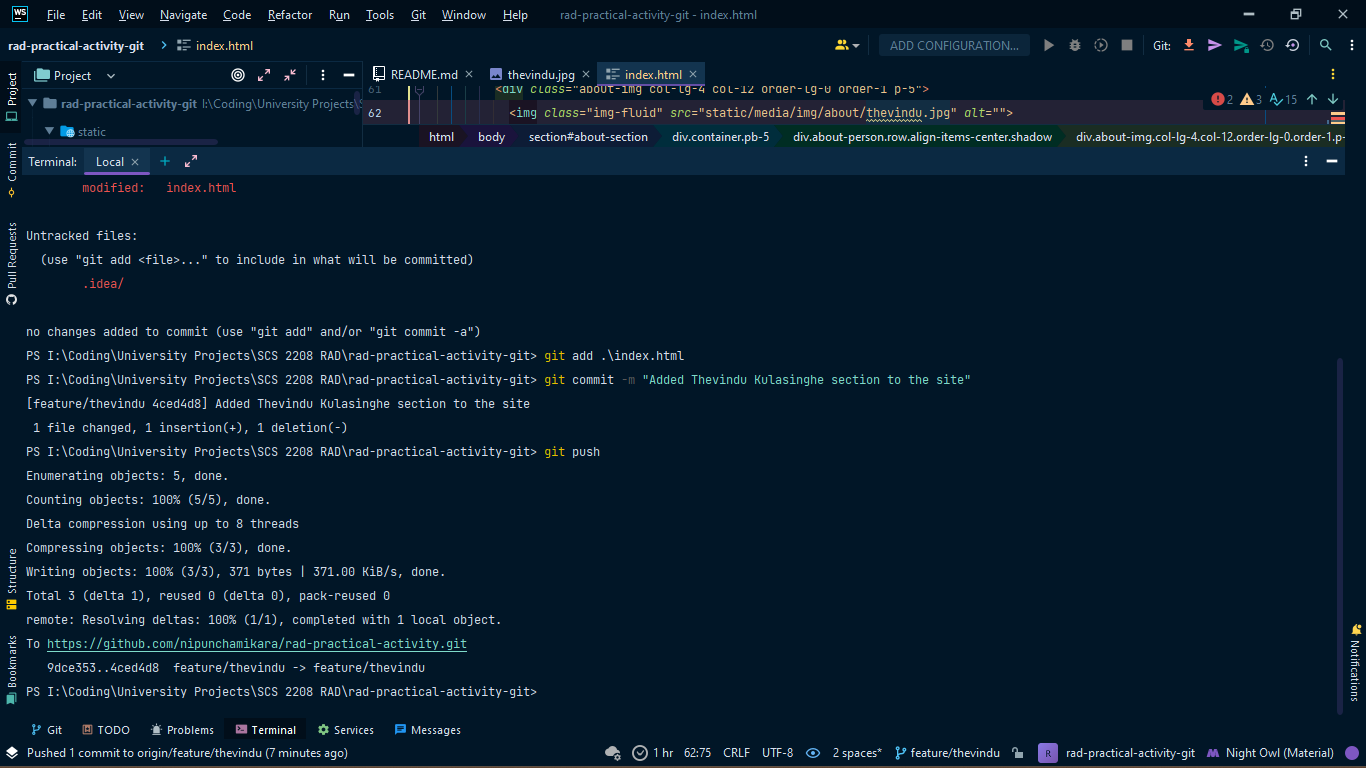 WS File Edit View Navigate Code Refactor Run Tools Git Window Help rad-practical-activity-git - index.html
rad-practical-activity-git index.html ADD CONFIGURATION... Git:
Project README.md thevindu.jpg index.html
61 <div class="about-img col-lg-4 col-12 order-lg-0 order-1 p-5">
rad-practical-activity-git I:\Coding\University Projects\S 2 3 15
62 <img class="img-fluid" src="static/media/img/about/thevindu.jpg" alt="">
static
html body section#about-section div.container.pb-5 div.about-person.row.align-items-center.shadow div.about-img.col-lg-4.col-12.order-lg-0.order-1.p-
Terminal: Local
modified: index.html
Untracked files:
(use "git add <file>..." to include in what will be committed)
.idea/
no changes added to commit (use "git add" and/or "git commit -a")
PS I:\Coding\University Projects\SCS 2208 RAD\rad-practical-activity-git> git add .\index.html
PS I:\Coding\University Projects\SCS 2208 RAD\rad-practical-activity-git> git commit -m "Added Thevindu Kulasinghe section to the site"
[feature/thevindu 4ced4d8] Added Thevindu Kulasinghe section to the site
1 file changed, 1 insertion(+), 1 deletion(-)
PS I:\Coding\University Projects\SCS 2208 RAD\rad-practical-activity-git> git push
Enumerating objects: 5, done.
Counting objects: 100% (5/5), done.
Delta compression using up to 8 threads
Compressing objects: 100% (3/3), done.
Writing objects: 100% (3/3), 371 bytes | 371.00 KiB/s, done.
Total 3 (delta 1), reused 0 (delta 0), pack-reused 0
remote: Resolving deltas: 100% (1/1), completed with 1 local object.
To https://github.com/nipunchamikara/rad-practical-activity.git
9dce353..4ced4d8 feature/thevindu -> feature/thevindu
PS I:\Coding\University Projects\SCS 2208 RAD\rad-practical-activity-git>
Project
Commit
Pull Requests
Structure
Bookmarks
Notifications
Git TODO Problems Terminal Services Messages
Pushed 1 commit to origin/feature/thevindu (7 minutes ago) 1 hr 62:75 CRLF UTF-8 2 spaces* feature/thevindu R rad-practical-activity-git Night Owl (Material)